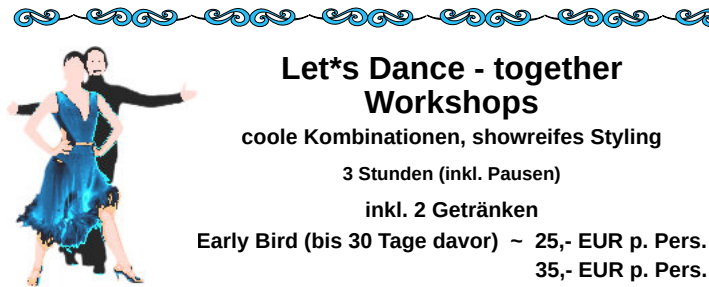 Let*s Dance - together
Workshops
coole Kombinationen, showreifes Styling
3 Stunden (inkl. Pausen)
inkl. 2 Getränken
Early Bird (bis 30 Tage davor) ~ 25,- EUR p. Pers.
35,- EUR p. Pers.